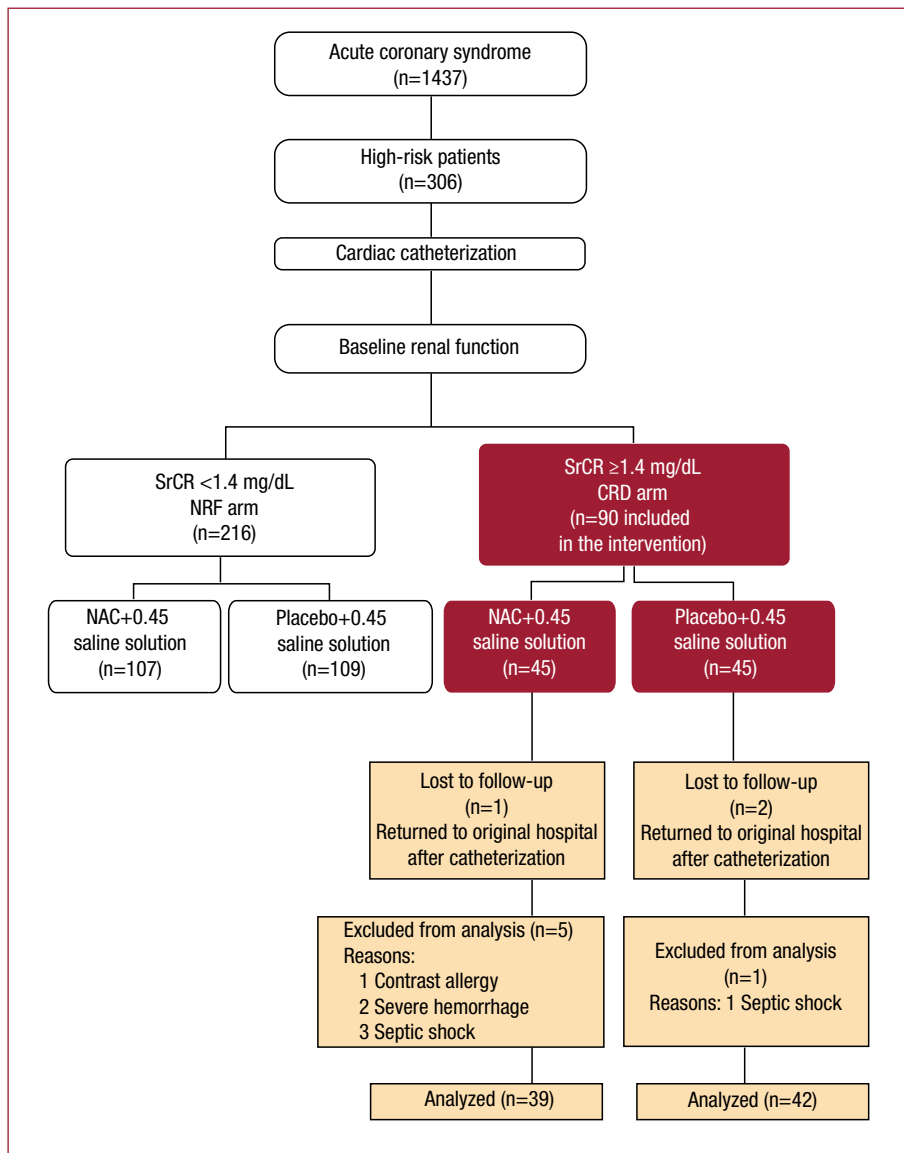 Acute coronary syndrome
(n=1437)
High-risk patients
(n=306)
Cardiac catheterization
Baseline renal function
SrCR <1.4 mg/dL
NRF arm
(n=216)
SrCR ≥1.4 mg/dL
CRD arm
(n=90 included
in the intervention)
NAC+0.45
saline solution
(n=107)
Placebo+0.45
saline solution
(n=109)
NAC+0.45
saline solution
(n=45)
Placebo+0.45
saline solution
(n=45)
Lost to follow-up
(n=1)
Returned to original hospital
after catheterization
Lost to follow-up
(n=2)
Returned to original hospital
after catheterization
Excluded from analysis (n=5)
Reasons:
1 Contrast allergy
2 Severe hemorrhage
3 Septic shock
Excluded from analysis
(n=1)
Reasons: 1 Septic shock
Analyzed (n=39)
Analyzed (n=42)